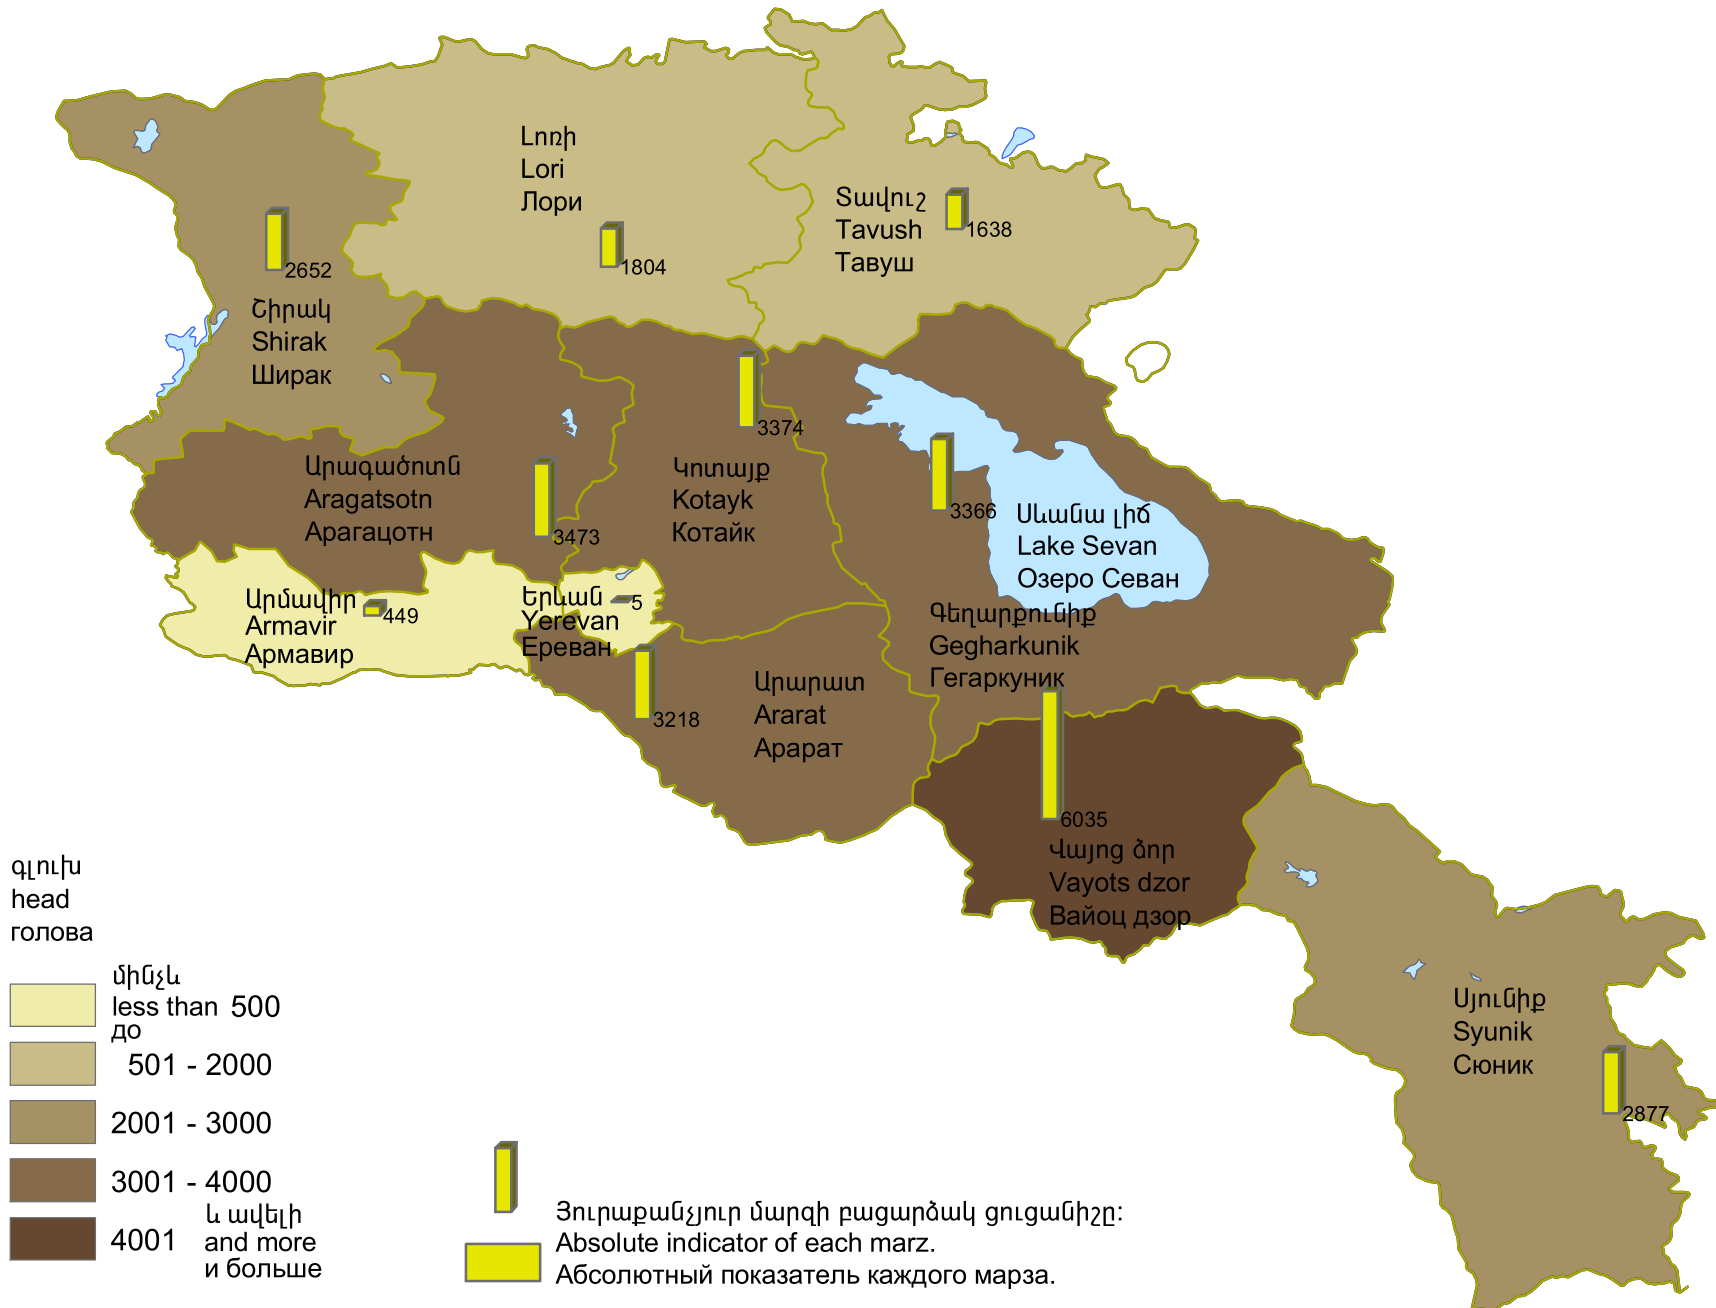 Լոռի
Lori
Лори
1804
Տավուշ
Tavush
Тавуш
1638
2652
Շիրակ
Shirak
Ширак
3374
Արագածոտն
Aragatsotn
Арагацотн
3473
Կոտայք
Kotayk
Котайк
3366
Սևանա լիճ
Lake Sevan
Озеро Севан
Արմավիր
Armavir
Армавир
449
Երևան
Yerevan
Ереван
5
Գեղարքունիք
Gegharkunik
Гегаркуник
3218
Արարատ
Ararat
Арарат
6035
Վայոց ձոր
Vayots dzor
Вайоц дзор
Սյունիք
Syunik
Сюник
2877
գլուխ
head
голова
մինչև
less than 500
до
501 - 2000
2001 - 3000
3001 - 4000
և ավելի
4001 and more
и больше
Յուրաքանչյուր մարզի բացարձակ ցուցանիշը:
Absolute indicator of each marz.
Абсолютный показатель каждого марза.